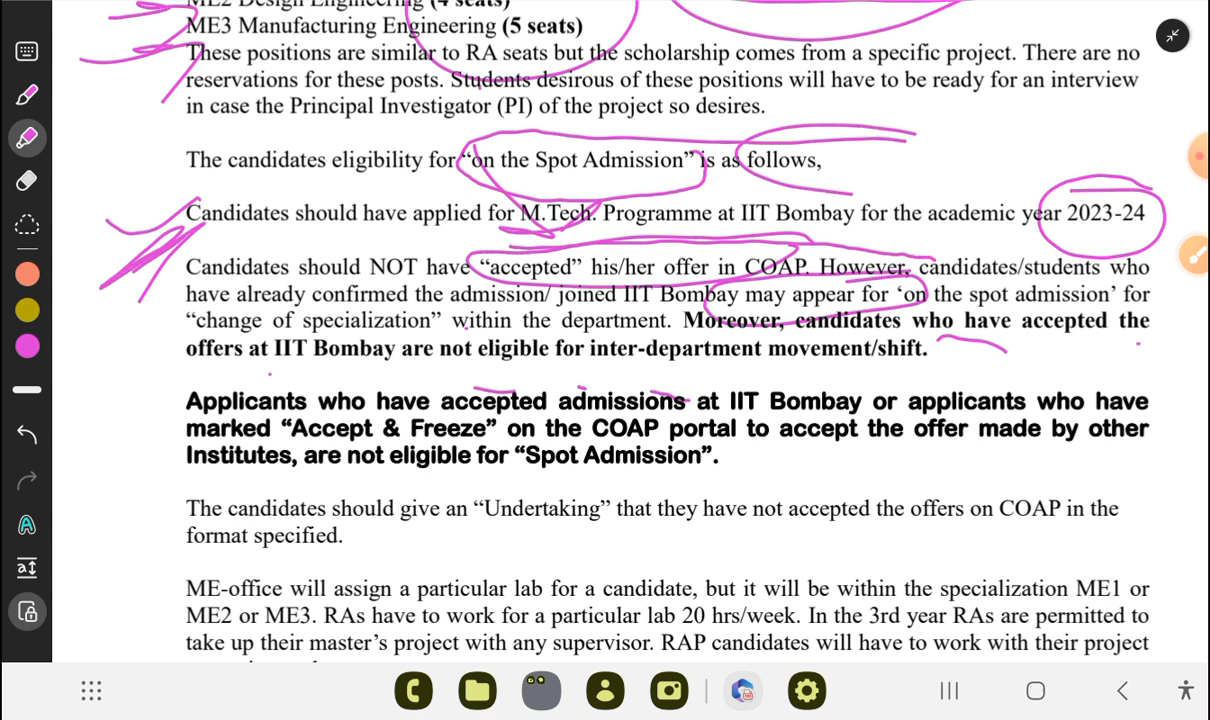 ME2 Design Engineering (4 seats)
ME3 Manufacturing Engineering (5 seats)
These positions are similar to RA seats but the scholarship comes from a specific project. There are no
reservations for these posts. Students desirous of these positions will have to be ready for an interview
in case the Principal Investigator (PI) of the project so desires.
The candidates eligibility for “on the Spot Admission” is as follows,
Candidates should have applied for M.Tech. Programme at IIT Bombay for the academic year 2023-24
Candidates should NOT have “accepted” his/her offer in COAP. However, candidates/students who
have already confirmed the admission/ joined IIT Bombay may appear for ‘on the spot admission’ for
“change of specialization” within the department. Moreover, candidates who have accepted the
offers at IIT Bombay are not eligible for inter-department movement/shift.
Applicants who have accepted admissions at IIT Bombay or applicants who have
marked “Accept & Freeze” on the COAP portal to accept the offer made by other
Institutes, are not eligible for “Spot Admission”.
The candidates should give an “Undertaking” that they have not accepted the offers on COAP in the
format specified.
ME-office will assign a particular lab for a candidate, but it will be within the specialization ME1 or
ME2 or ME3. RAs have to work for a particular lab 20 hrs/week. In the 3rd year RAs are permitted to
take up their master’s project with any supervisor. RAP candidates will have to work with their project